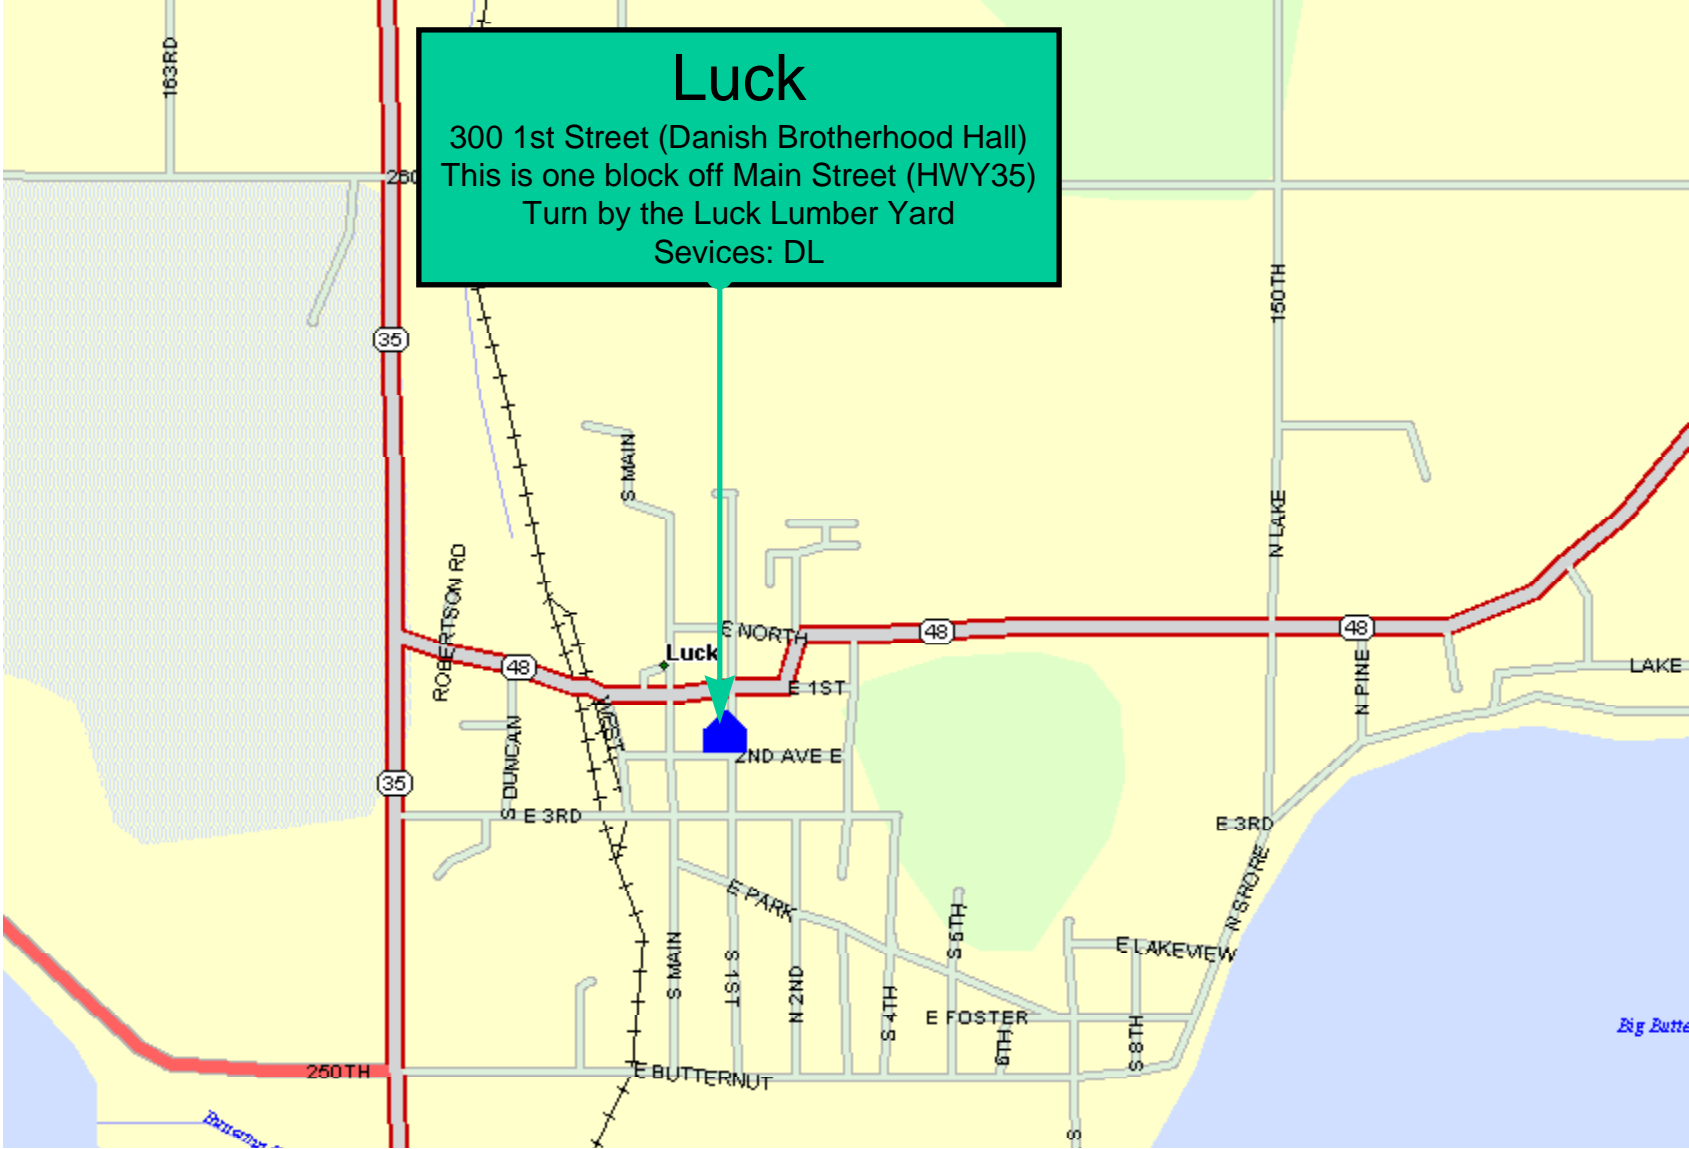 163RD
Luck
300 1st Street (Danish Brotherhood Hall)
This is one block off Main Street (HWY35)
Turn by the Luck Lumber Yard
Sevices: DL
150TH
35
S MAIN
N LAKE
ROBERTSON RD
E NORTH
48
48
Luck
48
LAKE
E 1ST
N PINE
S DUNCAN
2ND AVE E
35
E 3RD
E 3RD
N SHORE
E PARK
S 5TH
E LAKEVIEW
S MAIN
S 1ST
N 2ND
S 4TH
E FOSTER
S 8TH
Big Butte
250TH
E BUTTERNUT
S